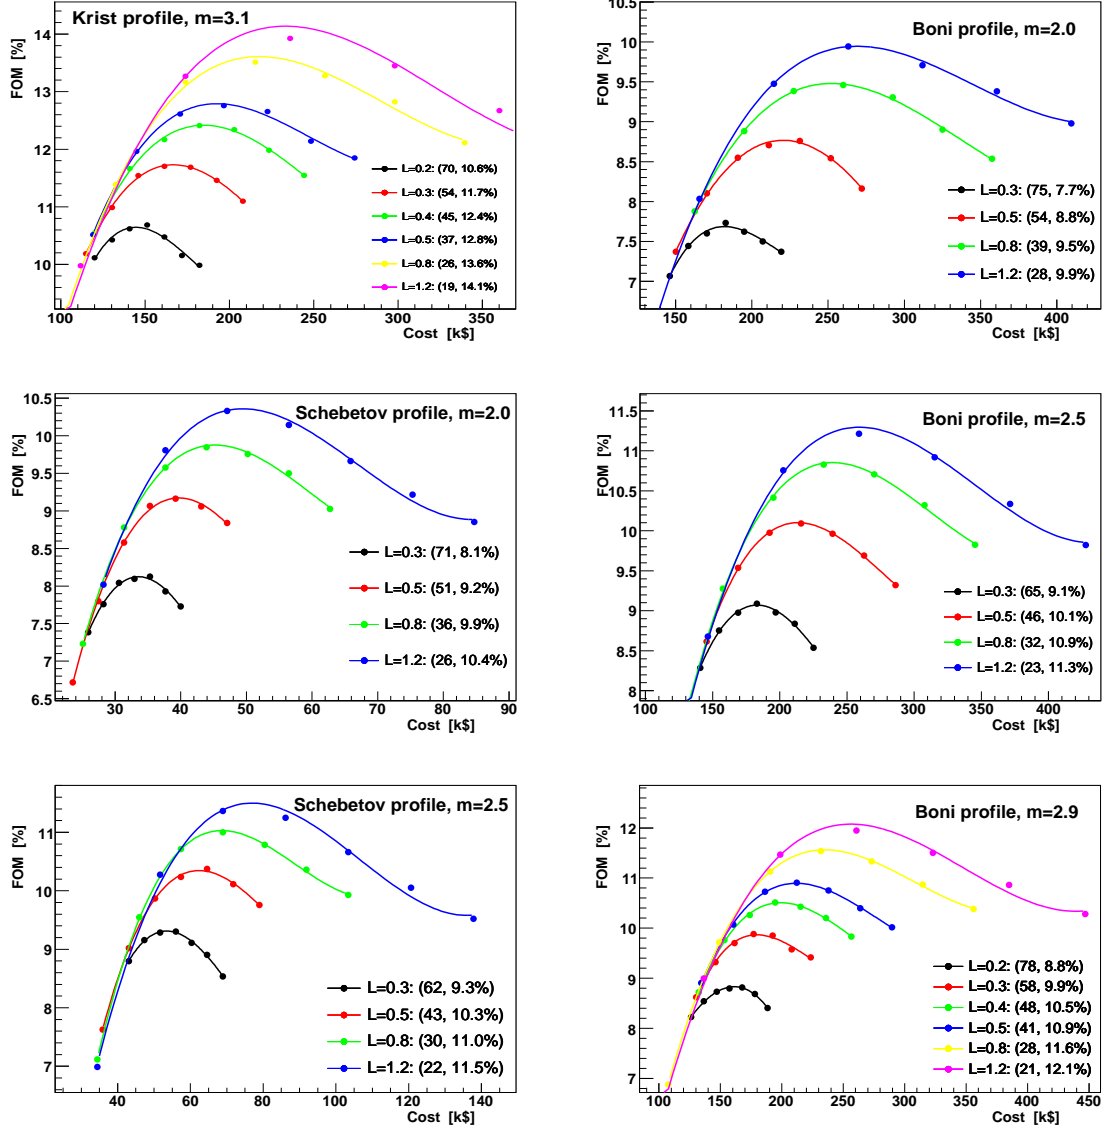 Krist profile, m=3.1
FOM [%]
14
13
12
11
10
L=0.2: (70, 10.6%)
L=0.3: (54, 11.7%)
L=0.4: (45, 12.4%)
L=0.5: (37, 12.8%)
L=0.8: (26, 13.6%)
L=1.2: (19, 14.1%)
100 150 200 250 300 350
Cost [k$]
Boni profile, m=2.0
FOM [%]
10.5
10
9.5
9
8.5
8
7.5
7
L=0.3: (75, 7.7%)
L=0.5: (54, 8.8%)
L=0.8: (39, 9.5%)
L=1.2: (28, 9.9%)
150 200 250 300 350 400
Cost [k$]
Schebetov profile, m=2.0
FOM [%]
10.5
10
9.5
9
8.5
8
7.5
7
6.5
L=0.3: (71, 8.1%)
L=0.5: (51, 9.2%)
L=0.8: (36, 9.9%)
L=1.2: (26, 10.4%)
30 40 50 60 70 80 90
Cost [k$]
Boni profile, m=2.5
FOM [%]
11.5
11
10.5
10
9.5
9
8.5
8
L=0.3: (65, 9.1%)
L=0.5: (46, 10.1%)
L=0.8: (32, 10.9%)
L=1.2: (23, 11.3%)
100 150 200 250 300 350 400
Cost [k$]
Schebetov profile, m=2.5
FOM [%]
11
10
9
8
7
L=0.3: (62, 9.3%)
L=0.5: (43, 10.3%)
L=0.8: (30, 11.0%)
L=1.2: (22, 11.5%)
40 60 80 100 120 140
Cost [k$]
Boni profile, m=2.9
FOM [%]
12
11
10
9
8
7
L=0.2: (78, 8.8%)
L=0.3: (58, 9.9%)
L=0.4: (48, 10.5%)
L=0.5: (41, 10.9%)
L=0.8: (28, 11.6%)
L=1.2: (21, 12.1%)
100 150 200 250 300 350 400 450
Cost [k$]